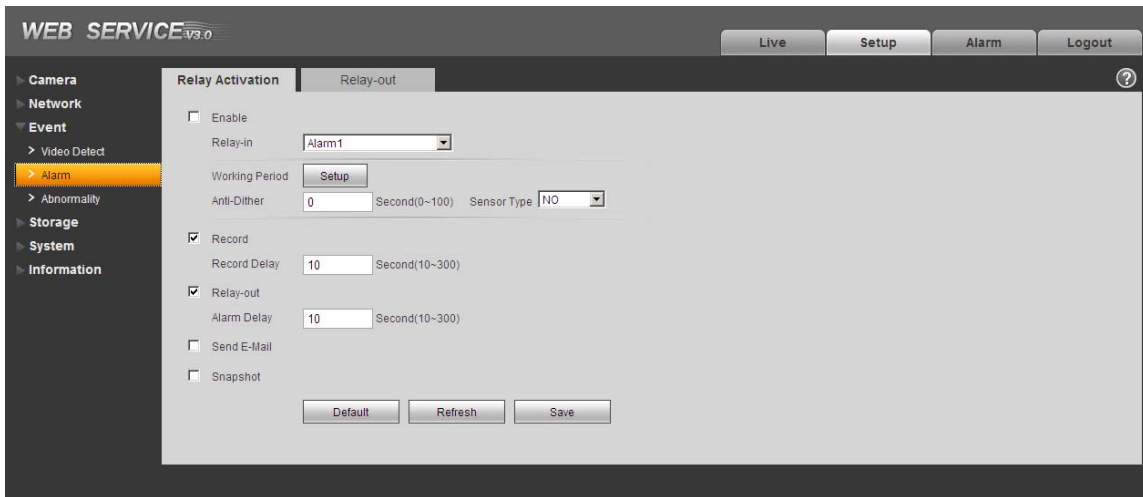 WEB SERVICE V3.0
Live Setup Alarm Logout
Camera
Network
Event
> Video Detect
> Alarm
> Abnormality
Storage
System
Information
Relay Activation Relay-out
?
Enable
Relay-in Alarm1
Working Period Setup
Anti-Dither 0 Second(0~100) Sensor Type NO
Record
Record Delay 10 Second(10~300)
Relay-out
Alarm Delay 10 Second(10~300)
Send E-Mail
Snapshot
Default Refresh Save